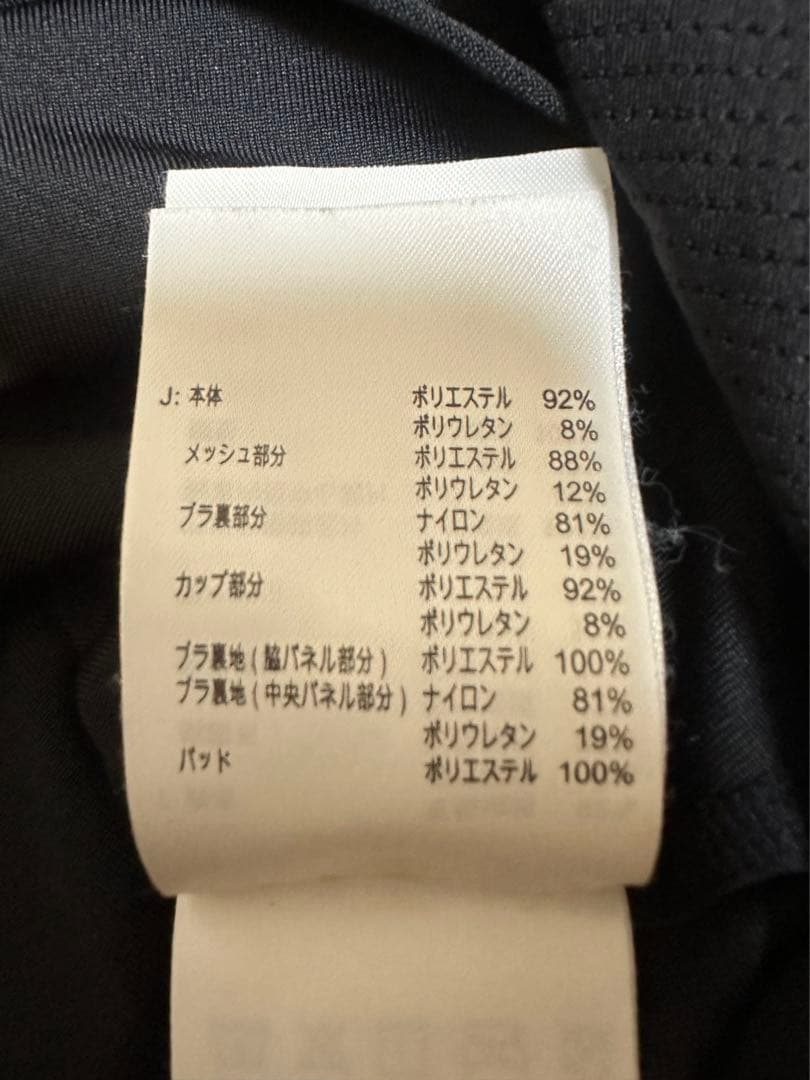 J: 本体 ポリエステル 92%
ポリウレタン 8%
メッシュ部分 ポリエステル 88%
ポリウレタン 12%
ブラ裏部分 ナイロン 81%
ポリウレタン 19%
カップ部分 ポリエステル 92%
ポリウレタン 8%
ブラ裏地(脇パネル部分) ポリエステル 100%
ブラ裏地(中央パネル部分) ナイロン 81%
ポリウレタン 19%
パッド ポリエステル 100%